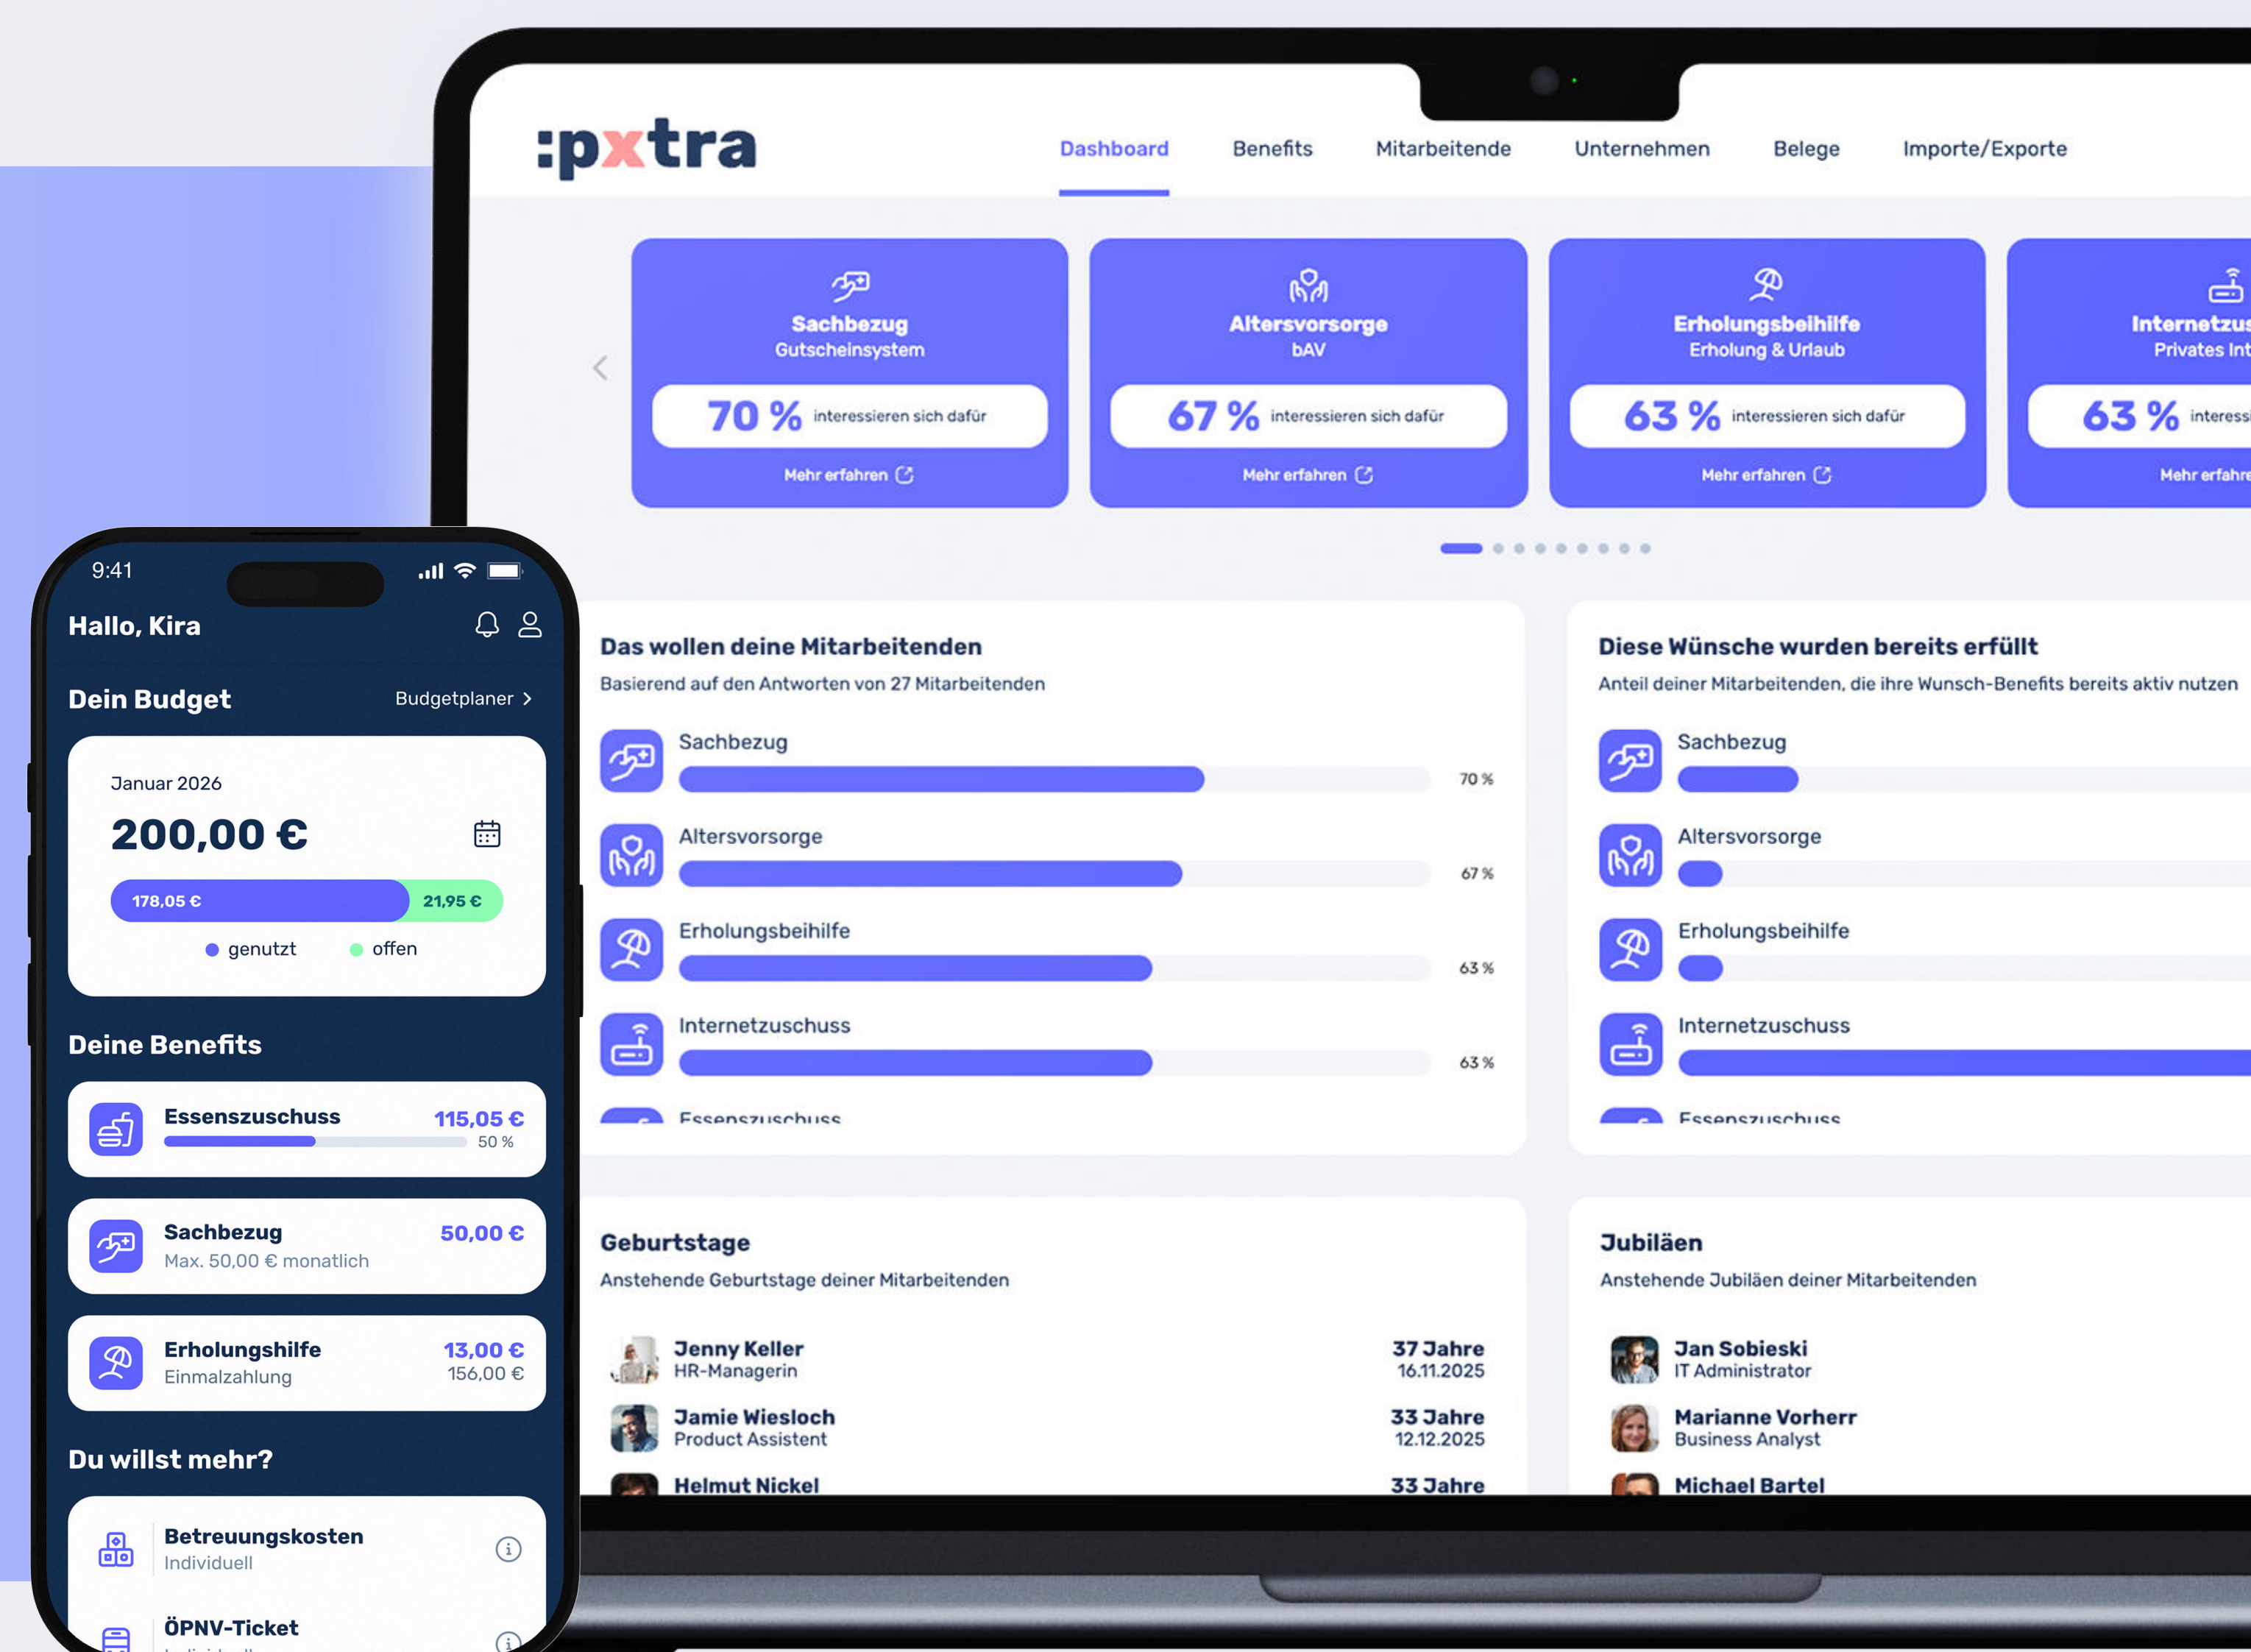 :pxtra
Dashboard
Benefits
Mitarbeitende
Unternehmen
Belege
Importe/Exporte
Sachbezug
Gutscheinsystem
70 % interessieren sich dafür
Mehr erfahren
Altersvorsorge
bAV
67 % interessieren sich dafür
Mehr erfahren
Erholungsbeihilfe
Erholung & Urlaub
63 % interessieren sich dafür
Mehr erfahren
Internetzus
Privates Int
63 % interess
Mehr erfahre
Das wollen deine Mitarbeitenden
Basierend auf den Antworten von 27 Mitarbeitenden
Sachbezug
70 %
Altersvorsorge
67 %
Erholungsbeihilfe
63 %
Internetzuschuss
63 %
Essenszuschuss
Diese Wünsche wurden bereits erfüllt
Anteil deiner Mitarbeitenden, die ihre Wunsch-Benefits bereits aktiv nutzen
Sachbezug
Altersvorsorge
Erholungsbeihilfe
Internetzuschuss
Essenszuschuss
Geburtstage
Anstehende Geburtstage deiner Mitarbeitenden
Jenny Keller 37 Jahre
HR-Managerin 16.11.2025
Jamie Wiesloch 33 Jahre
Product Assistent 12.12.2025
Helmut Nickel 33 Jahre
Jubiläen
Anstehende Jubiläen deiner Mitarbeitenden
Jan Sobieski
IT Administrator
Marianne Vorherr
Business Analyst
Michael Bartel
9:41
Hallo, Kira
Dein Budget Budgetplaner
Januar 2026
200,00 €
178,05 € 21,95 €
genutzt offen
Deine Benefits
Essenszuschuss 115,05 €
50 %
Sachbezug 50,00 €
Max. 50,00 € monatlich
Erholungshilfe 13,00 €
Einmalzahlung 156,00 €
Du willst mehr?
Betreuungskosten
Individuell
ÖPNV-Ticket